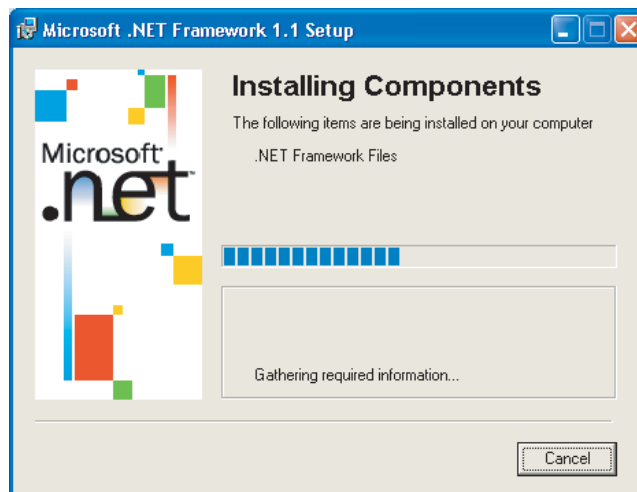 Microsoft .NET Framework 1.1 Setup
Installing Components
The following items are being installed on your computer
.NET Framework Files
Microsoft
.net
Gathering required information...
Cancel